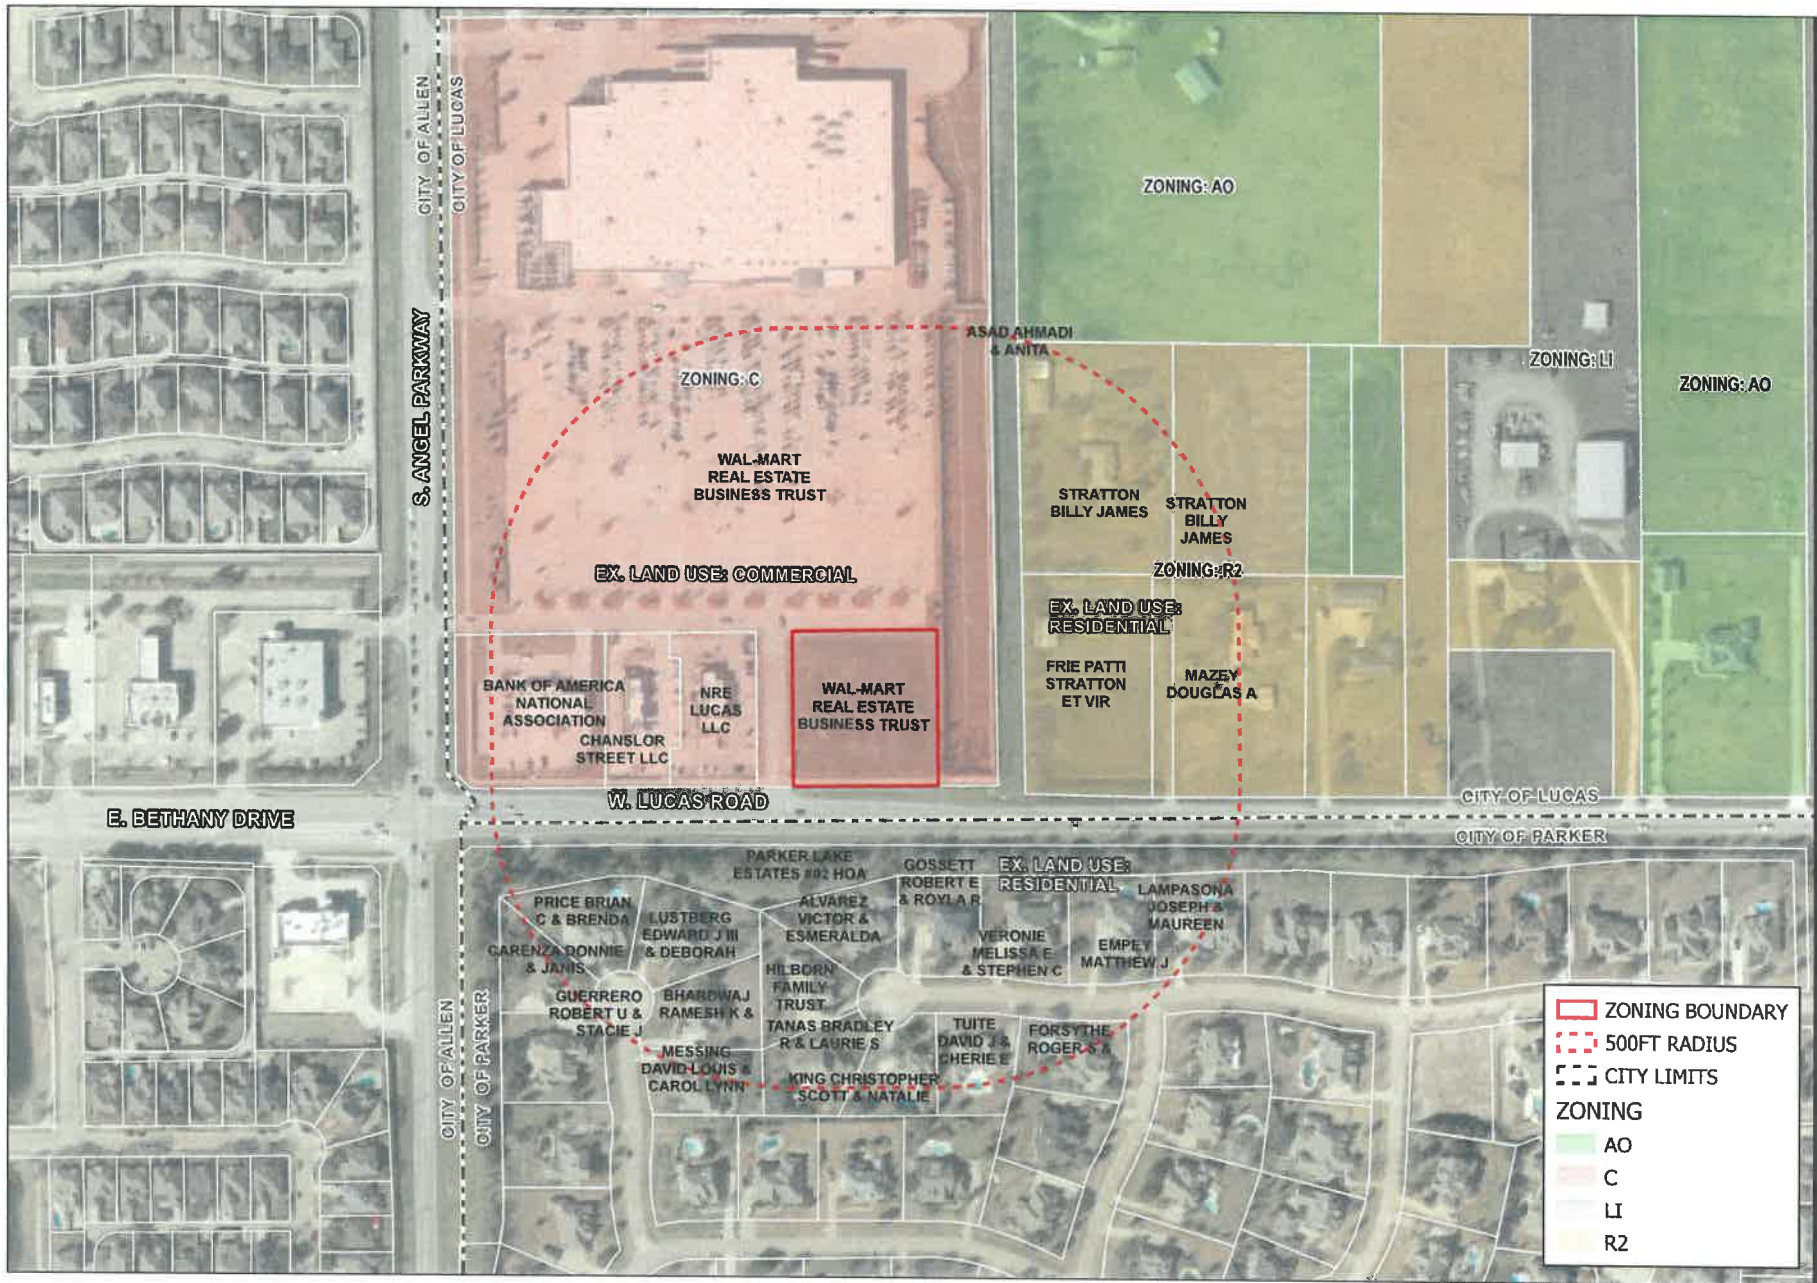 CITY OF ALLEN
CITY OF LUCAS
ZONING: AO
S. ANGEL PARKWAY
ASAD AHMADI
& ANITA
ZONING: C
ZONING: LI
ZONING: AO
WAL-MART
REAL ESTATE
BUSINESS TRUST
STRATTON
BILLY JAMES
STRATTON
BILLY
JAMES
EX. LAND USE: COMMERCIAL
ZONING: R2
EX. LAND USE:
RESIDENTIAL
BANK OF AMERICA
NATIONAL
ASSOCIATION
CHANSLOR
STREET LLC
NRE
LUCAS
LLC
WAL-MART
REAL ESTATE
BUSINESS TRUST
FRIE PATTI
STRATTON
ET VIR
MAZEY
DOUGLAS A
W. LUCAS ROAD
CITY OF LUCAS
E. BETHANY DRIVE
CITY OF PARKER
PARKER LAKE
ESTATES #02 HOA
GOSSETT
ROBERT E
& ROYLA R
EX. LAND USE:
RESIDENTIAL
LAMPASONA
JOSEPH &
MAUREEN
PRICE BRIAN
C & BRENDA
LUSTBERG
EDWARD J III
& DEBORAH
ALVAREZ
VICTOR &
ESMERALDA
VERONIE
MELISSA E
& STEPHEN C
EMPEY
MATTHEW J
CARENZA DONNIE
& JANIS
HILBORN
FAMILY
TRUST
GUERRERO
ROBERT U &
STACIE J
BHARDWAJ
RAMESH K &
TANAS BRADLEY
R & LAURIE S
TUITE
DAVID J &
CHERIE E
FORSYTHE
ROGER S &
MESSING
DAVID LOUIS &
CAROL LYNN
KING CHRISTOPHER
SCOTT & NATALIE
CITY OF ALLEN
CITY OF PARKER
ZONING BOUNDARY
500FT RADIUS
CITY LIMITS
ZONING
AO
C
LI
R2